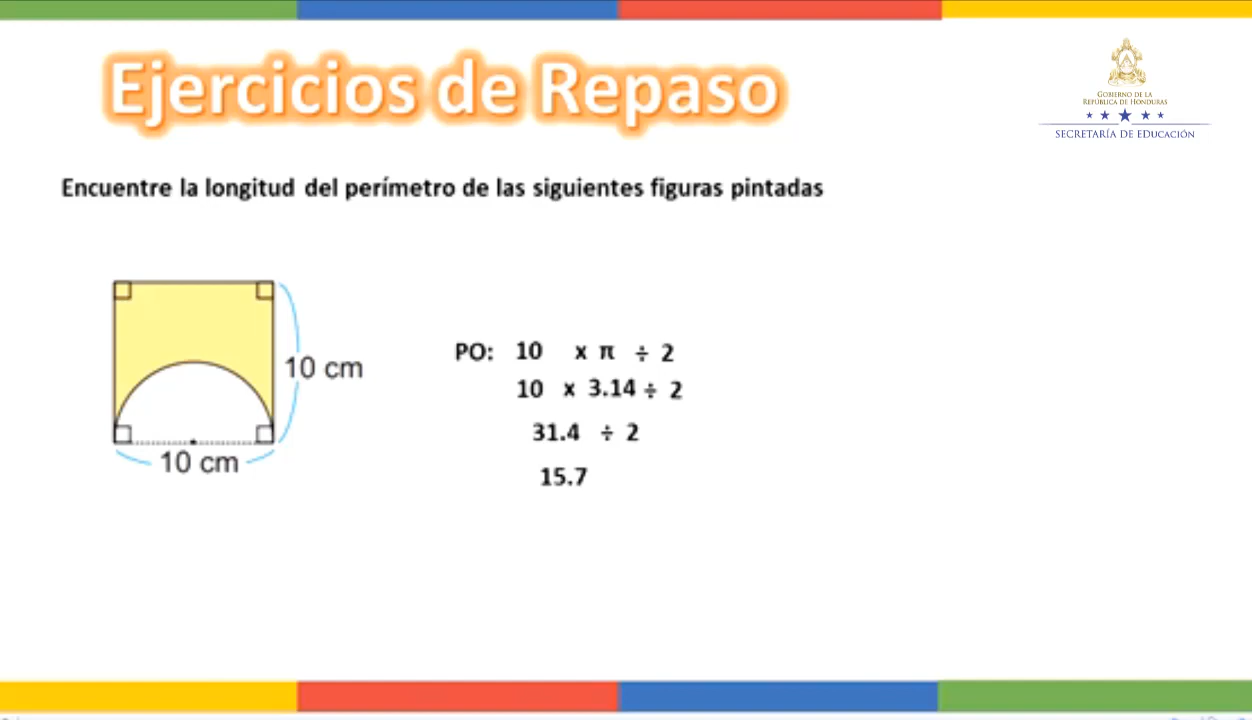 Ejercicios de Repaso
GOBIERNO DE LA
REPÚBLICA DE HONDURAS
SECRETARÍA DE EDUCACIÓN
Encuentre la longitud del perímetro de las siguientes figuras pintadas
10 cm
10 cm
PO: 10 x π ÷ 2
10 x 3.14 ÷ 2
31.4 ÷ 2
15.7